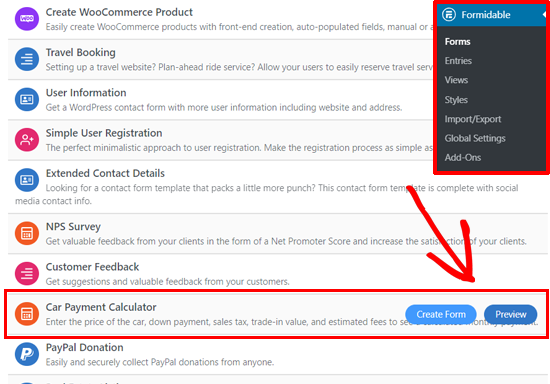 Create WooCommerce Product
Easily create WooCommerce products with front-end creation, auto-populated fields, manual or a
Travel Booking
Setting up a travel website? Plan-ahead ride service? Allow your users to easily reserve travel serv
User Information
Get a WordPress contact form with more user information including website and address.
Simple User Registration
The perfect minimalistic approach to user registration. Make the registration process as simple as
Extended Contact Details
Looking for a contact form template that packs a little more punch? This contact form template is complete with social
media contact info.
NPS Survey
Get valuable feedback from your clients in the form of a Net Promoter Score and increase the satisfaction of your clients.
Customer Feedback
Get suggestions and valuable feedback from your customers.
Car Payment Calculator
Enter the price of the car, down payment, sales tax, trade-in value, and estimated fees to monthly payment.
Create Form
Preview
PayPal Donation
Easily and securely collect PayPal donations from anyone.
Formidable
Forms
Entries
Views
Styles
Import/Export
Global Settings
Add-Ons